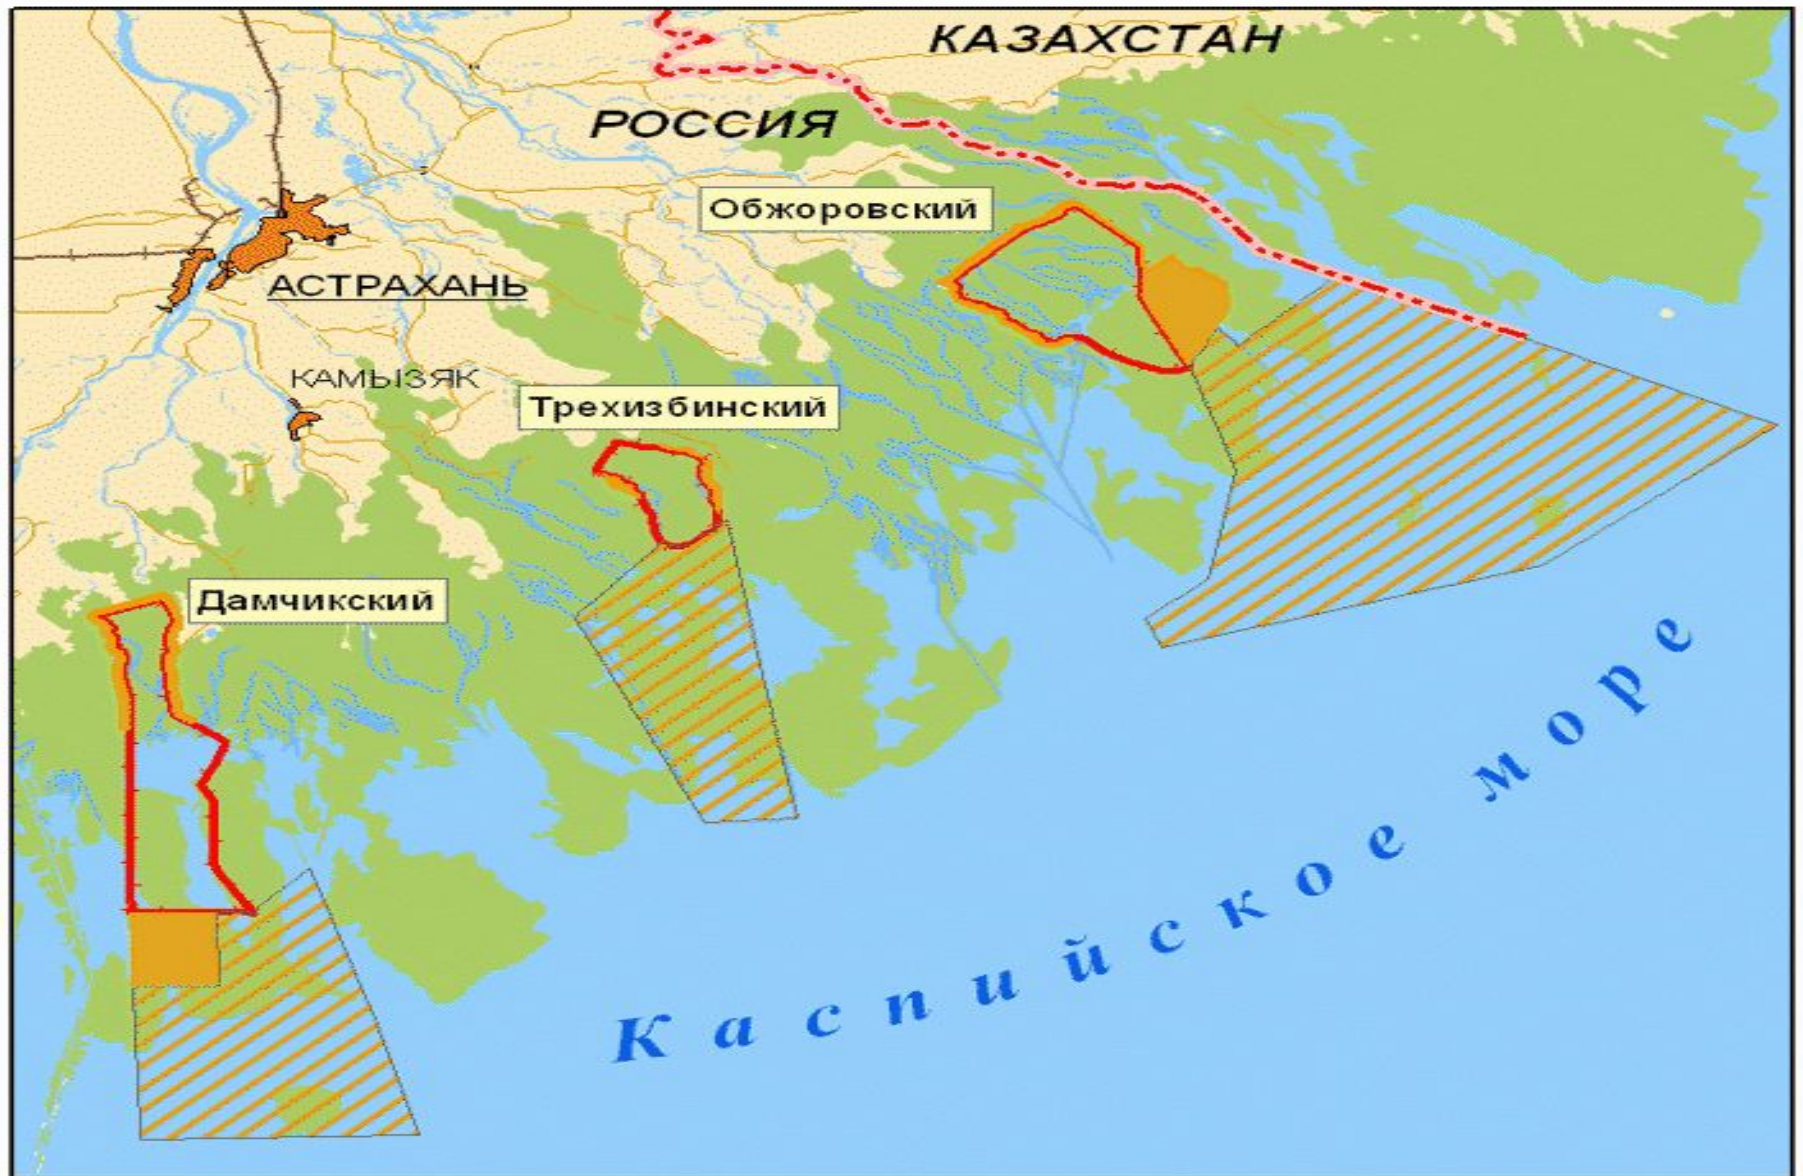 КАЗАХСТАН
РОССИЯ
Обжоровский
АСТРАХАНЬ
КАМЫЗЯК
Трехизбинский
Дамчикский
Каспийское море